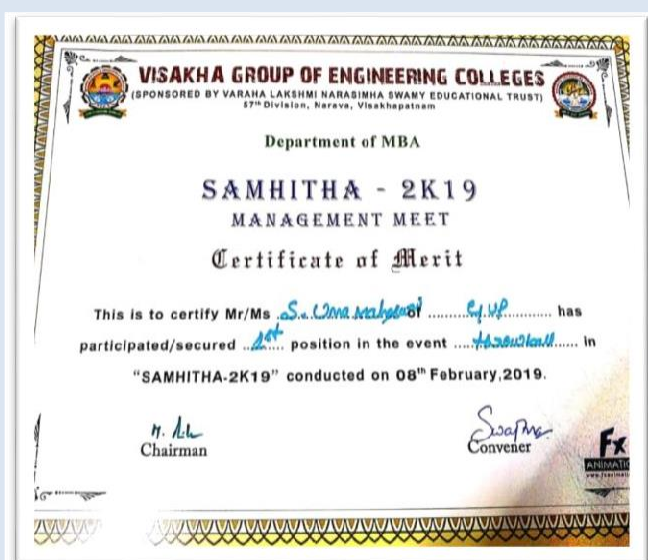 VISAKHA GROUP OF ENGINEERING COLLEGES
(SPONSORED BY VARAHA LAKSHMI NARASIMHA SWAMY EDUCATIONAL TRUST)
57th Division, Narava, Visakhapatnam
Department of MBA
SAMHITHA - 2K19
MANAGEMENT MEET
Certificate of Merit
This is to certify Mr/Ms S. Uma Maheswari of ............ has
participated/secured 1st position in the event ............ in
"SAMHITHA-2K19" conducted on 08th February,2019.
Chairman
Swapna
Convener
Fx
ANIMATIO